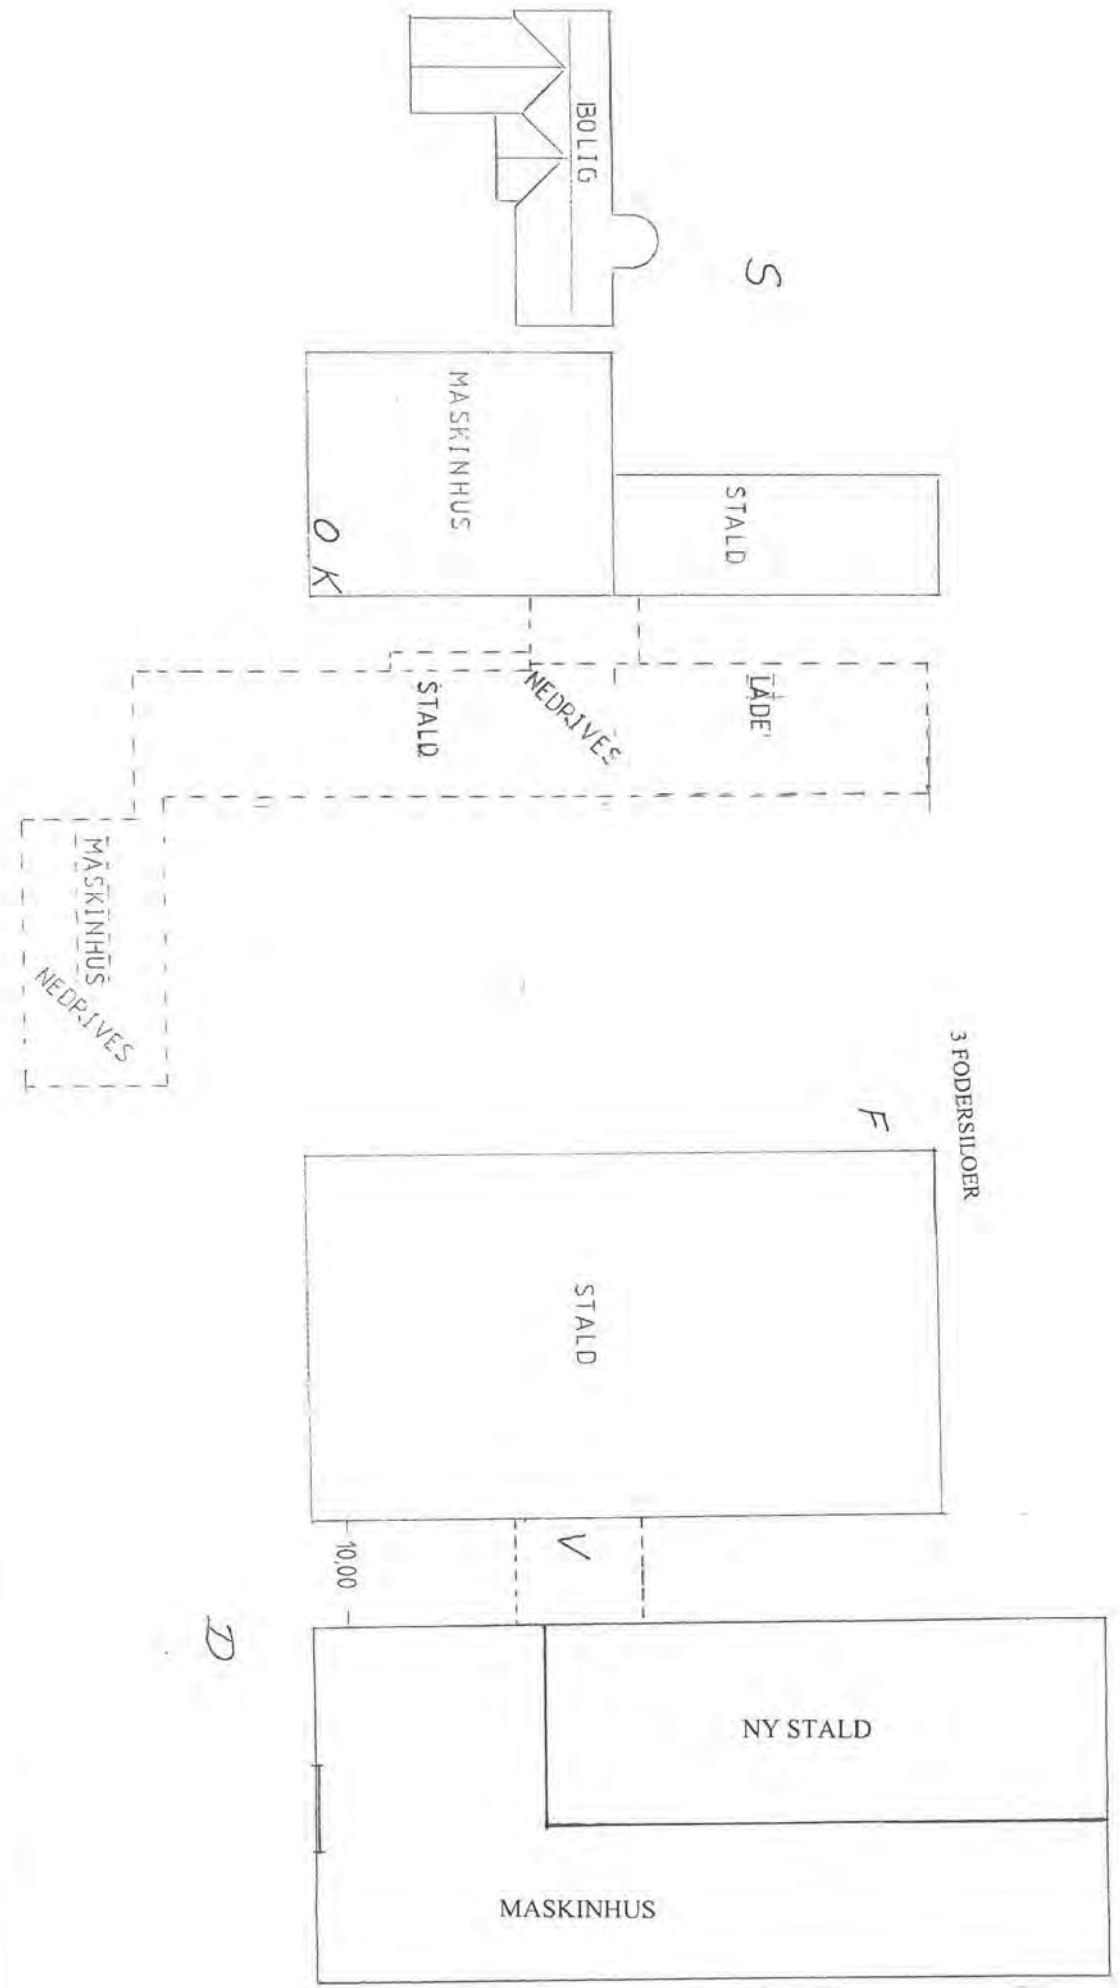 BOLIG
S
MASKINHUS
STALD
O K
LADE
NEDRIVES
STALD
MASKINHUS
NEDRIVES
3 FODERSILOER
F
STALD
V
10,00
D
NY STALD
MASKINHUS